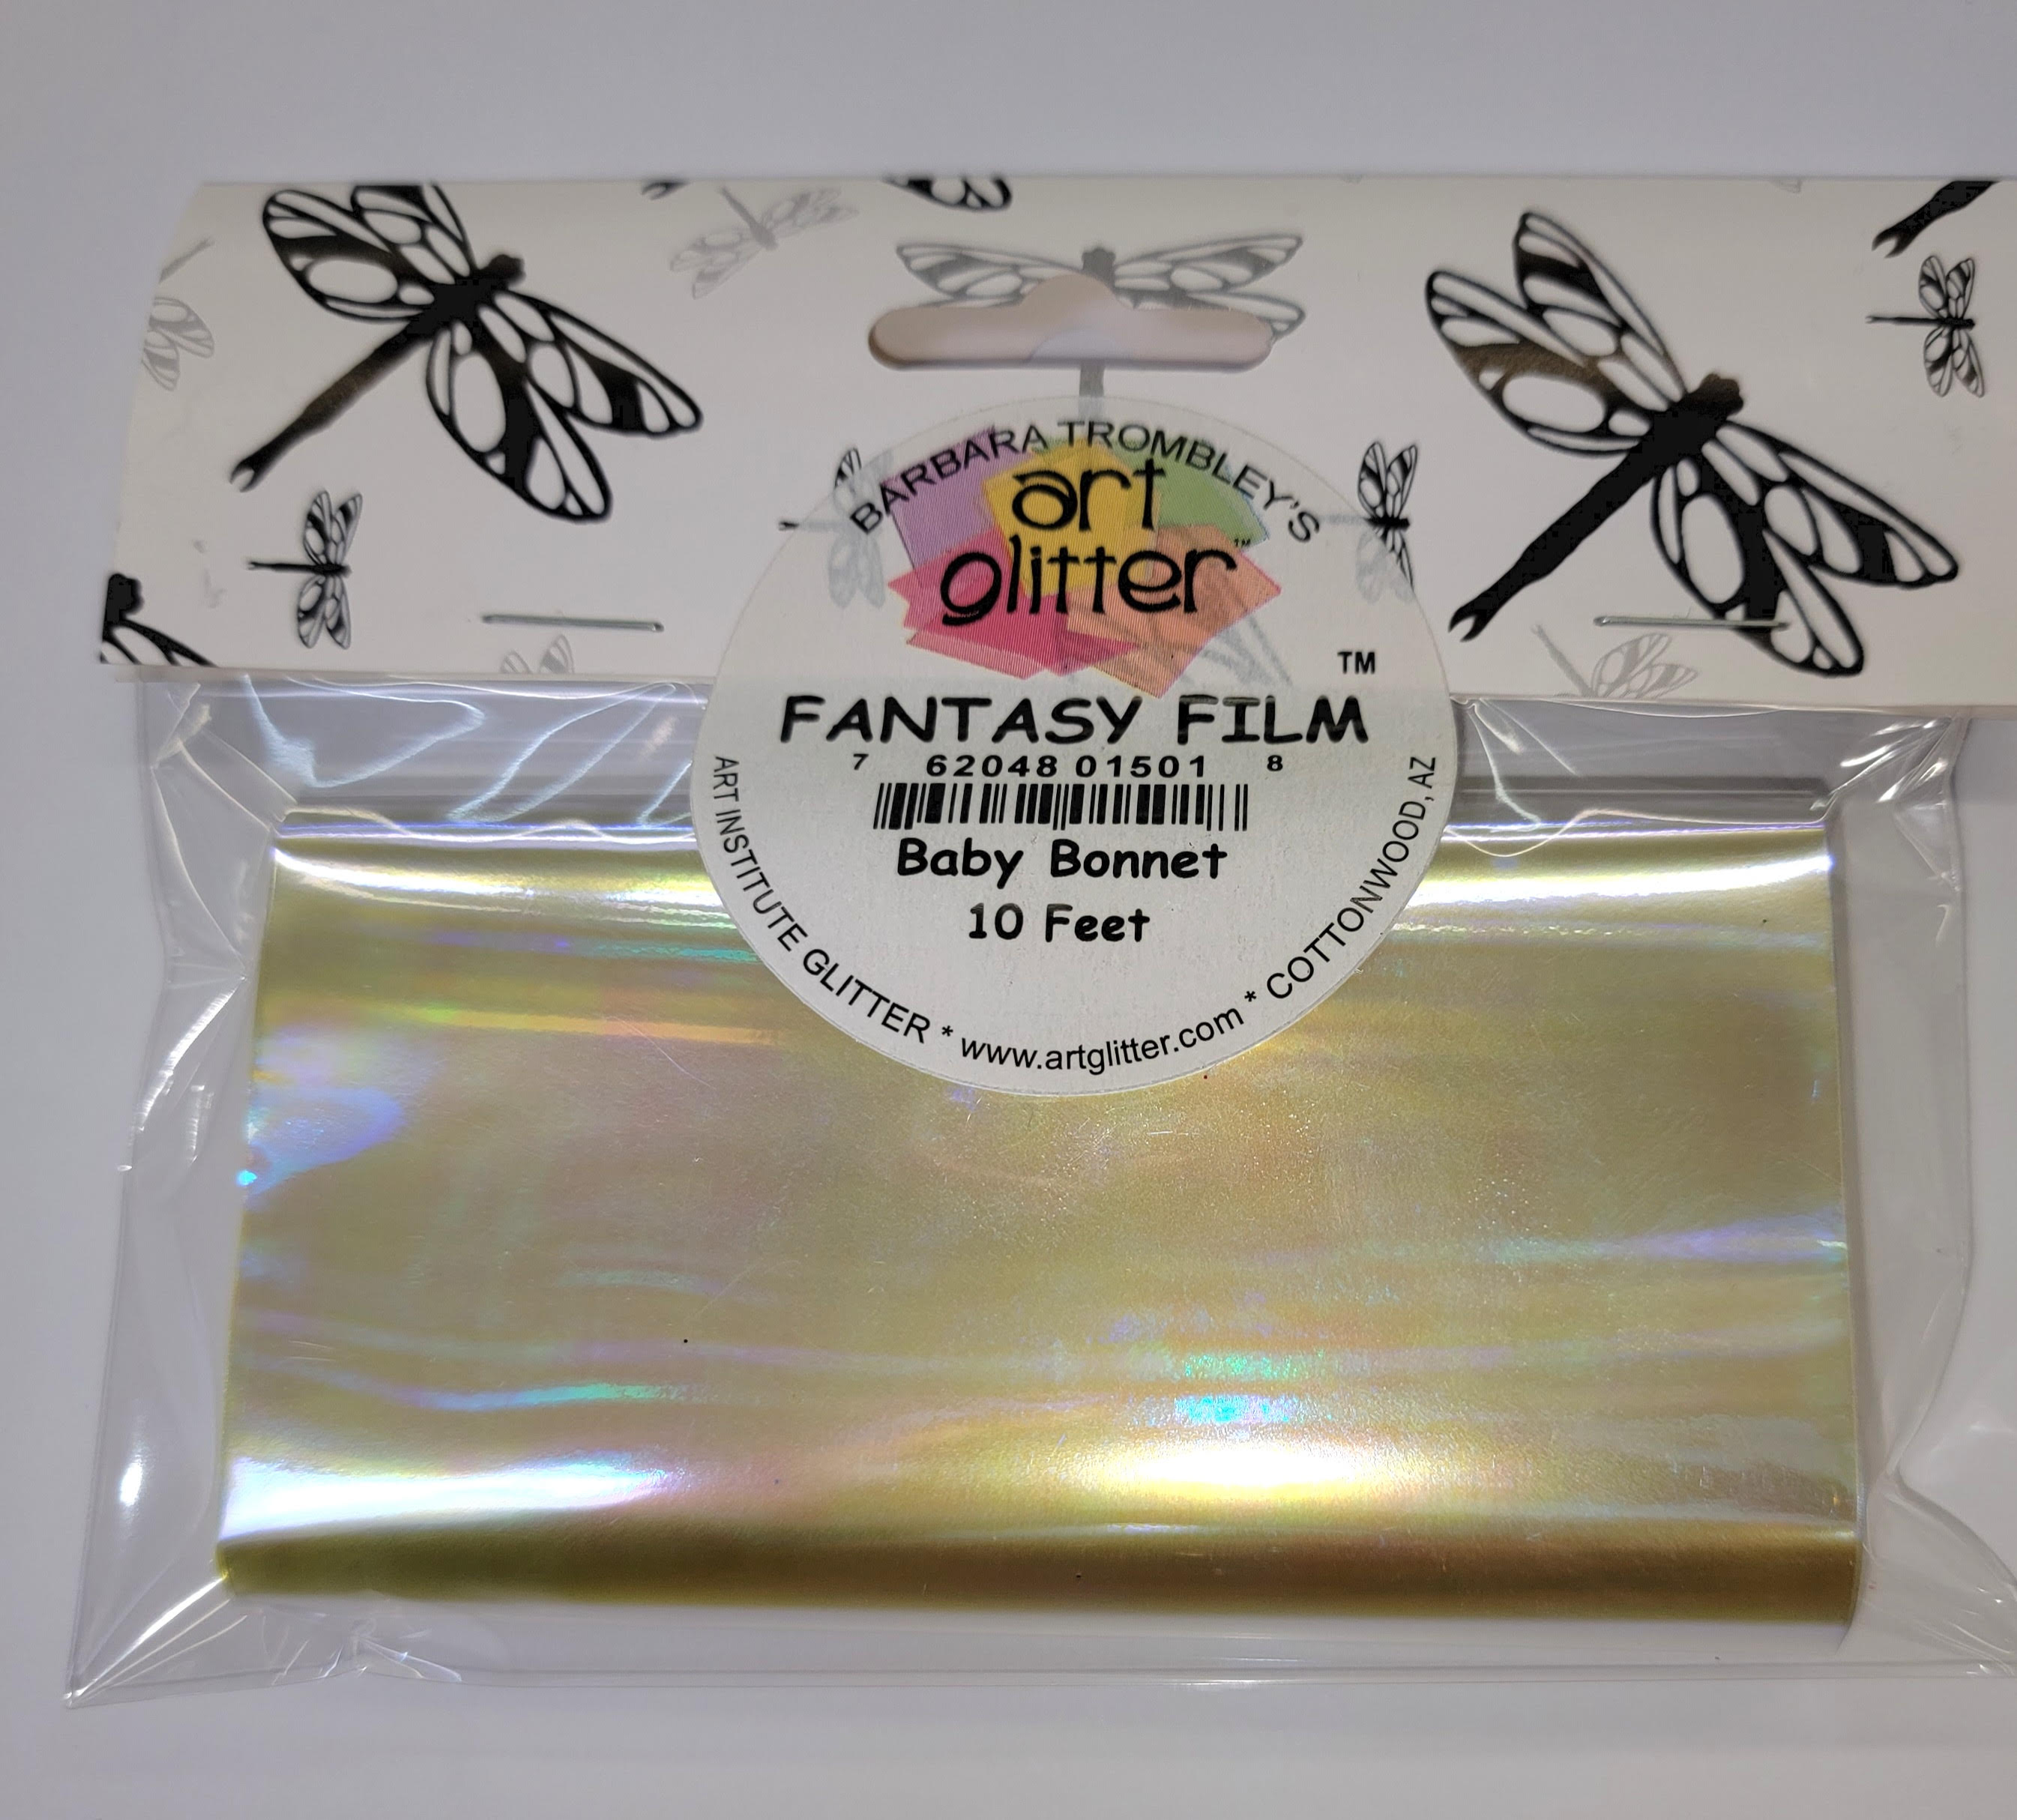 BARBARA TROMBLEY'S
art
glitter™
TM
FANTASY FILM
7 62048 01501 8
Baby Bonnet
10 Feet
ART INSTITUTE GLITTER * www.artglitter.com * COTTONWOOD, AZ